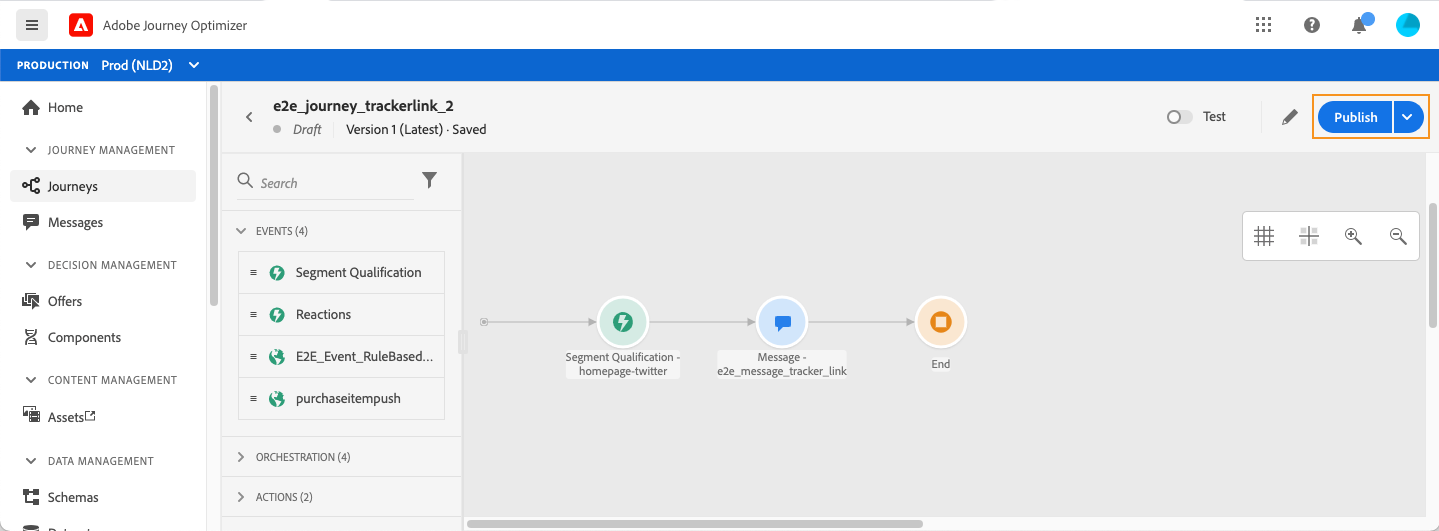 Adobe Journey Optimizer
PRODUCTION Prod (NLD2)
Home
JOURNEY MANAGEMENT
Journeys
Messages
DECISION MANAGEMENT
Offers
Components
CONTENT MANAGEMENT
Assets
DATA MANAGEMENT
Schemas
e2e_journey_trackerlink_2
Draft Version 1 (Latest) · Saved
Test
Publish
Search
EVENTS (4)
Segment Qualification
Reactions
E2E_Event_RuleBased...
purchaseitempush
ORCHESTRATION (4)
ACTIONS (2)
Segment Qualification -
homepage-twitter
Message -
e2e_message_tracker_link
End